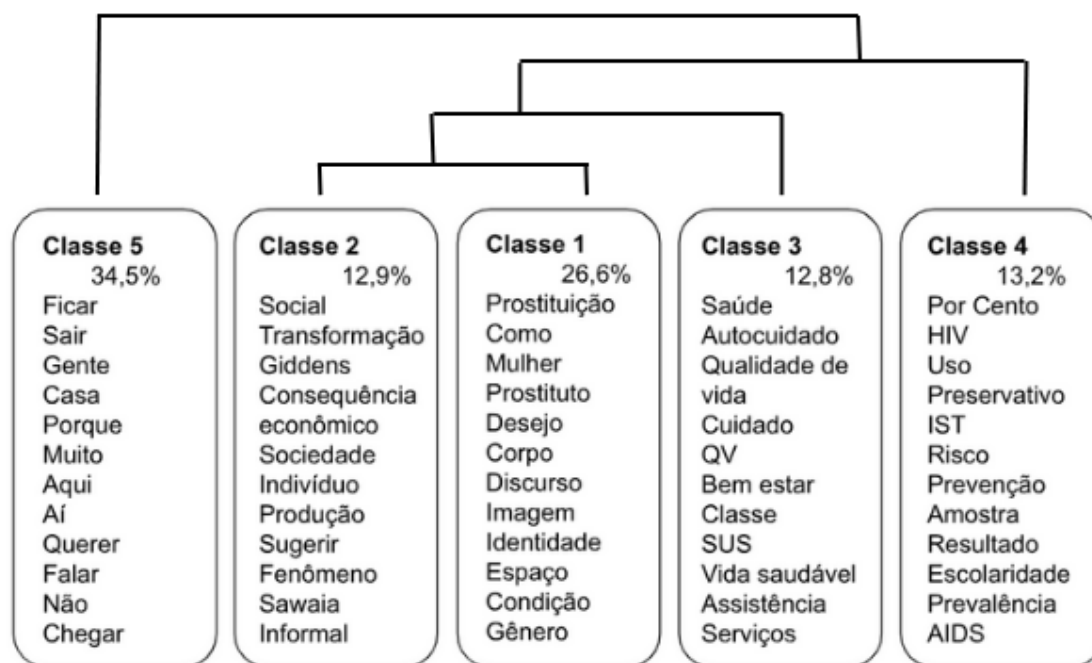 Classe 5
34,5%
Ficar
Sair
Gente
Casa
Porque
Muito
Aqui
Aí
Querer
Falar
Não
Chegar
Classe 2
12,9%
Social
Transformação
Giddens
Consequência
econômico
Sociedade
Indivíduo
Produção
Sugerir
Fenômeno
Sawaia
Informal
Classe 1
26,6%
Prostituição
Como
Mulher
Prostituto
Desejo
Corpo
Discurso
Imagem
Identidade
Espaço
Condição
Gênero
Classe 3
12,8%
Saúde
Autocuidado
Qualidade de
vida
Cuidado
QV
Bem estar
Classe
SUS
Vida saudável
Assistência
Serviços
Classe 4
13,2%
Por Cento
HIV
Uso
Preservativo
IST
Risco
Prevenção
Amostra
Resultado
Escolaridade
Prevalência
AIDS